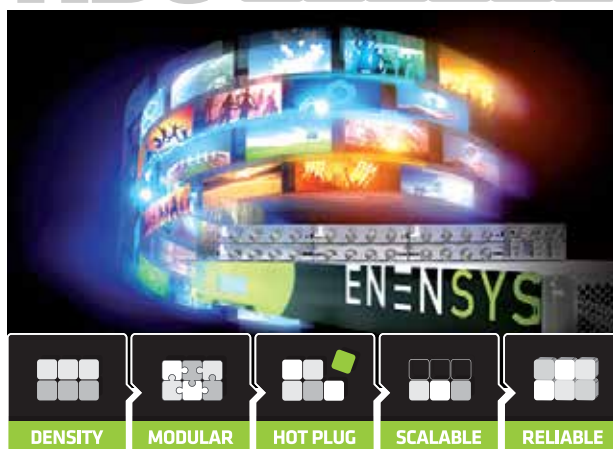 ENENSYS
DENSITY
MODULAR
HOT PLUG
SCALABLE
RELIABLE